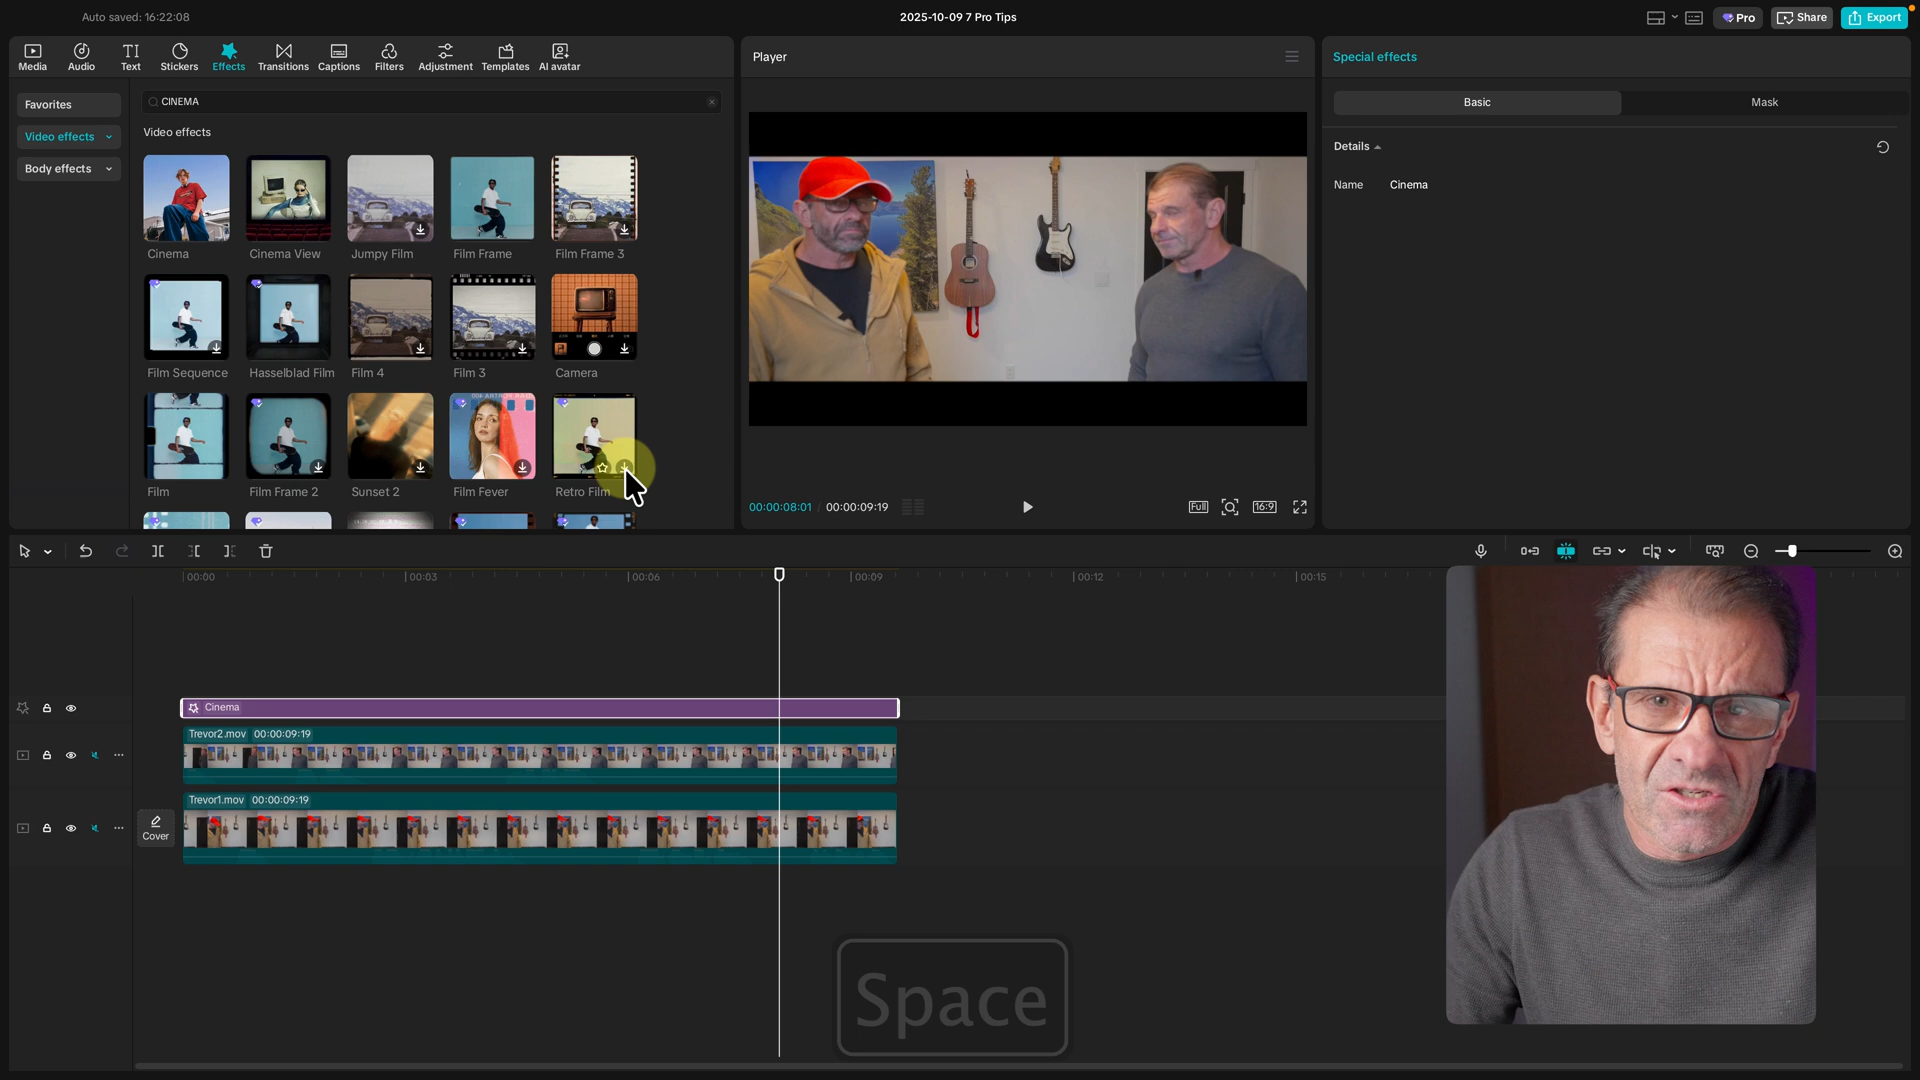 Auto saved: 16:22:08
2025-10-09 7 Pro Tips
Pro
Share
Export
Media
Audio
Text
Stickers
Effects
Transitions
Captions
Filters
Adjustment
Templates
AI avatar
Favorites
Video effects
Body effects
CINEMA
Video effects
Cinema
Cinema View
Jumpy Film
Film Frame
Film Frame 3
Film Sequence
Hasselblad Film
Film 4
Film 3
Camera
Film
Film Frame 2
Sunset 2
Film Fever
Retro Film
Player
00:00:08:01 / 00:00:09:19
Full
16:9
Special effects
Basic
Mask
Details
Name Cinema
00:00
00:03
00:06
00:09
00:12
00:15
Cinema
Trevor2.mov 00:00:09:19
Trevor1.mov 00:00:09:19
Cover
Space